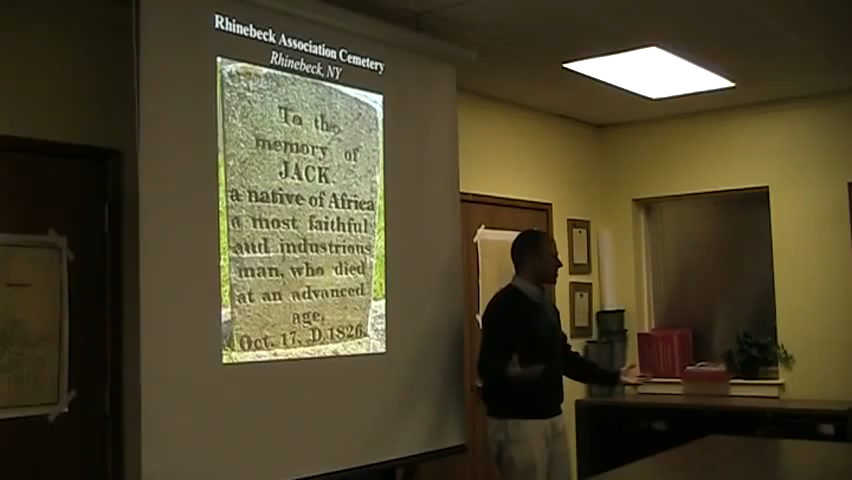 Rhinebeck Association Cemetery
Rhinebeck, NY
To the
memory of
JACK
a native of Africa
a most faithful
and industrious
man, who died
at an advanced
age,
Oct. 17. D. 1826.